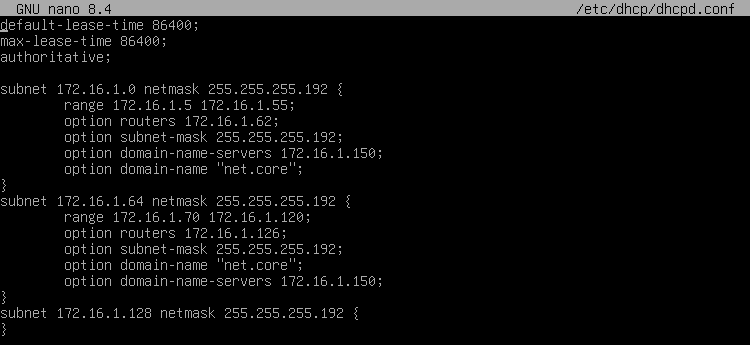 GNU nano 8.4 /etc/dhcp/dhcpd.conf
default-lease-time 86400;
max-lease-time 86400;
authoritative;

subnet 172.16.1.0 netmask 255.255.255.192 {
        range 172.16.1.5 172.16.1.55;
        option routers 172.16.1.62;
        option subnet-mask 255.255.255.192;
        option domain-name-servers 172.16.1.150;
        option domain-name "net.core";
}
subnet 172.16.1.64 netmask 255.255.255.192 {
        range 172.16.1.70 172.16.1.120;
        option routers 172.16.1.126;
        option subnet-mask 255.255.255.192;
        option domain-name "net.core";
        option domain-name-servers 172.16.1.150;
}
subnet 172.16.1.128 netmask 255.255.255.192 {
}